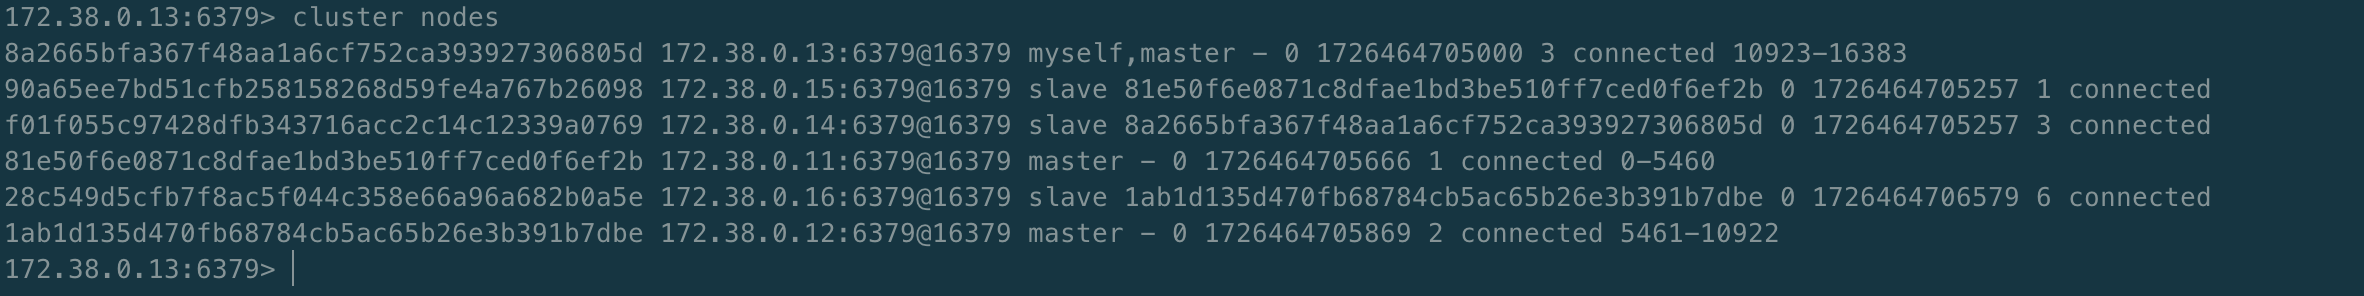 172.38.0.13:6379> cluster nodes
8a2665bfa367f48aa1a6cf752ca393927306805d 172.38.0.13:6379@16379 myself,master - 0 1726464705000 3 connected 10923-16383
90a65ee7bd51cfb258158268d59fe4a767b26098 172.38.0.15:6379@16379 slave 81e50f6e0871c8dfae1bd3be510ff7ced0f6ef2b 0 1726464705257 1 connected
f01f055c97428dfb343716acc2c14c12339a0769 172.38.0.14:6379@16379 slave 8a2665bfa367f48aa1a6cf752ca393927306805d 0 1726464705257 3 connected
81e50f6e0871c8dfae1bd3be510ff7ced0f6ef2b 172.38.0.11:6379@16379 master - 0 1726464705666 1 connected 0-5460
28c549d5cfb7f8ac5f044c358e66a96a682b0a5e 172.38.0.16:6379@16379 slave 1ab1d135d470fb68784cb5ac65b26e3b391b7dbe 0 1726464706579 6 connected
1ab1d135d470fb68784cb5ac65b26e3b391b7dbe 172.38.0.12:6379@16379 master - 0 1726464705869 2 connected 5461-10922
172.38.0.13:6379>